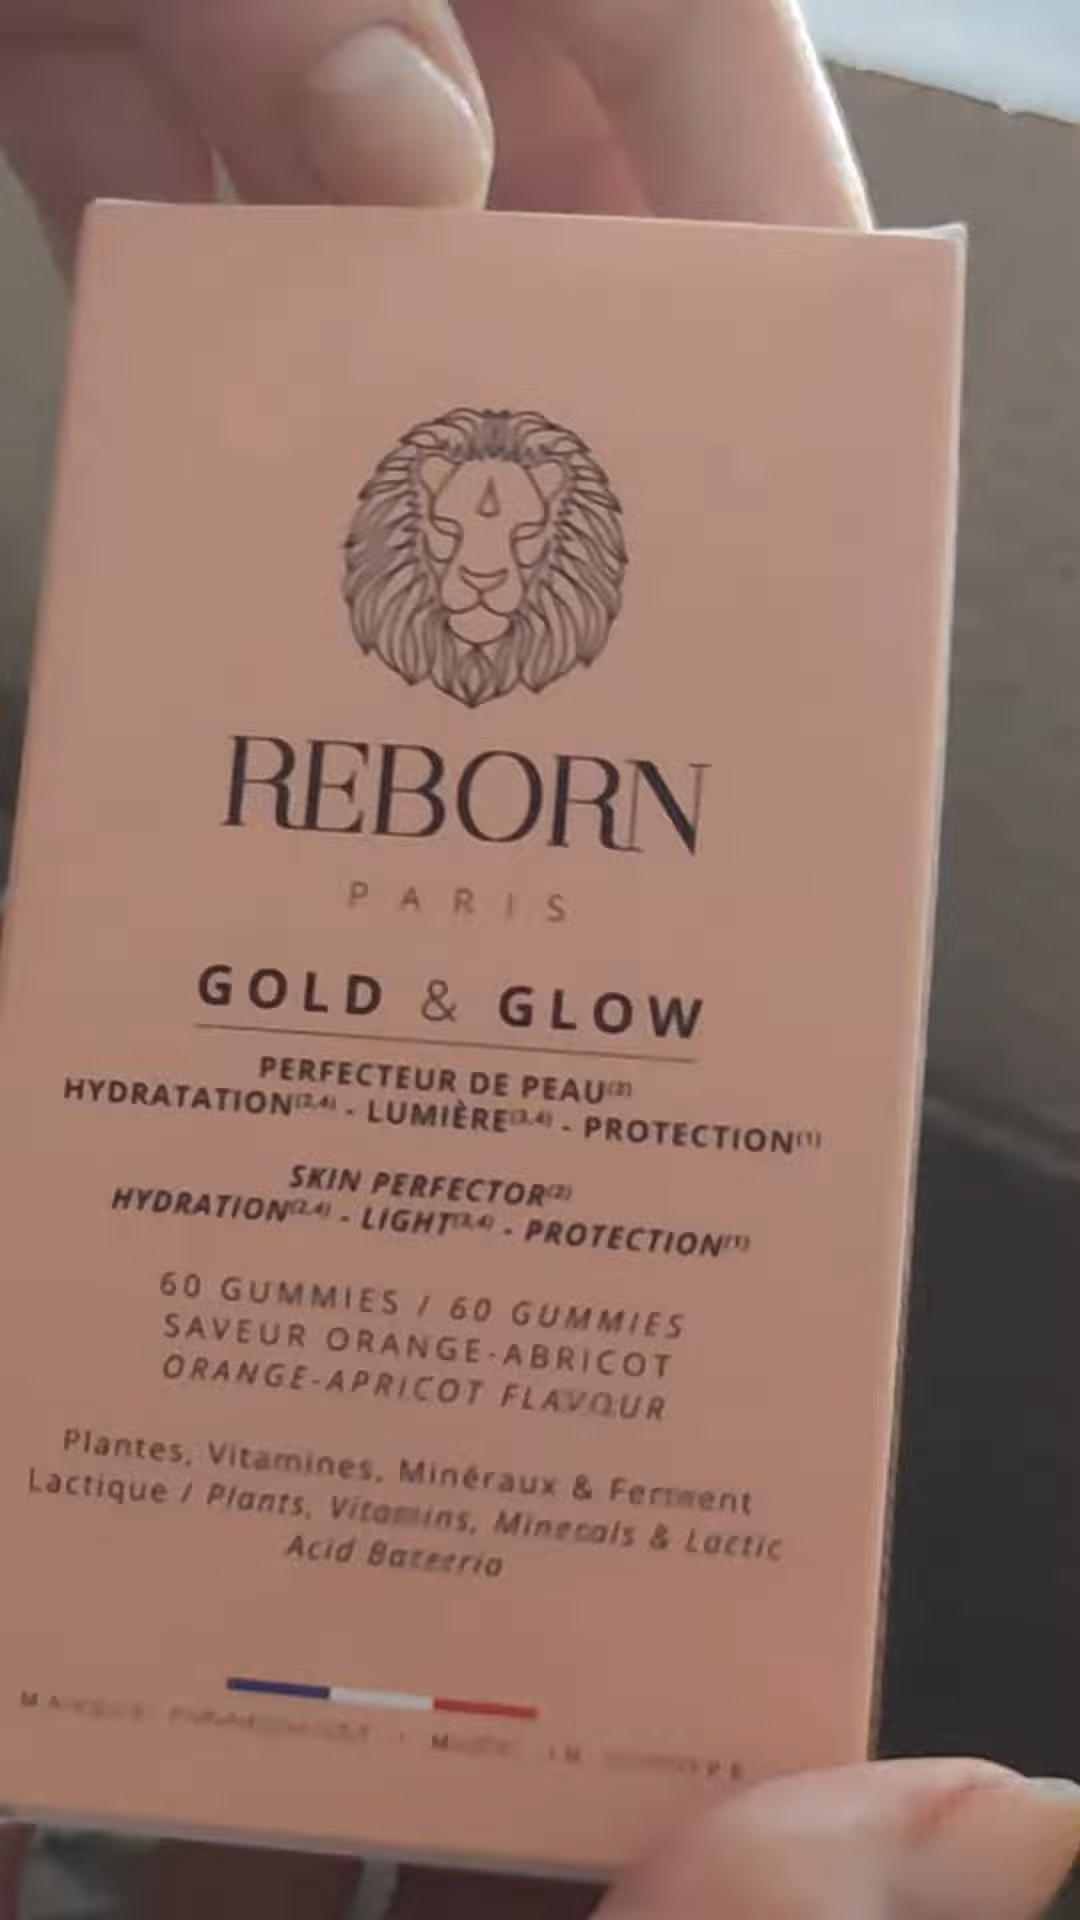 REBORN
PARIS
GOLD & GLOW
PERFECTEUR DE PEAU(2)
HYDRATATION(2,4) - LUMIÈRE(3,4) - PROTECTION(1)
SKIN PERFECTOR(2)
HYDRATION(2,4) - LIGHT(3,4) - PROTECTION(1)
60 GUMMIES / 60 GUMMIES
SAVEUR ORANGE-ABRICOT
ORANGE-APRICOT FLAVOUR
Plantes, Vitamines, Minéraux & Ferment
Lactique / Plants, Vitamins, Minerals & Lactic
Acid Bacteria